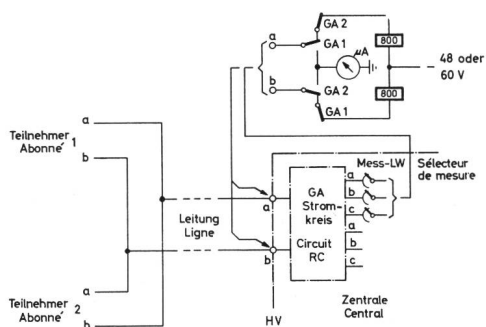 GA 2
800
a
GA 1
µA
48 oder
60 V
GA 2
b
800
GA 1
Teilnehmer 1
Abonné
a
b
Leitung
Ligne
a
b
GA
Strom-
kreis
Circuit
RC
Mess-LW
Sélecteur
de mesure
a
b
c
a
b
c
Teilnehmer 2
Abonné
a
b
Zentrale
Central
HV